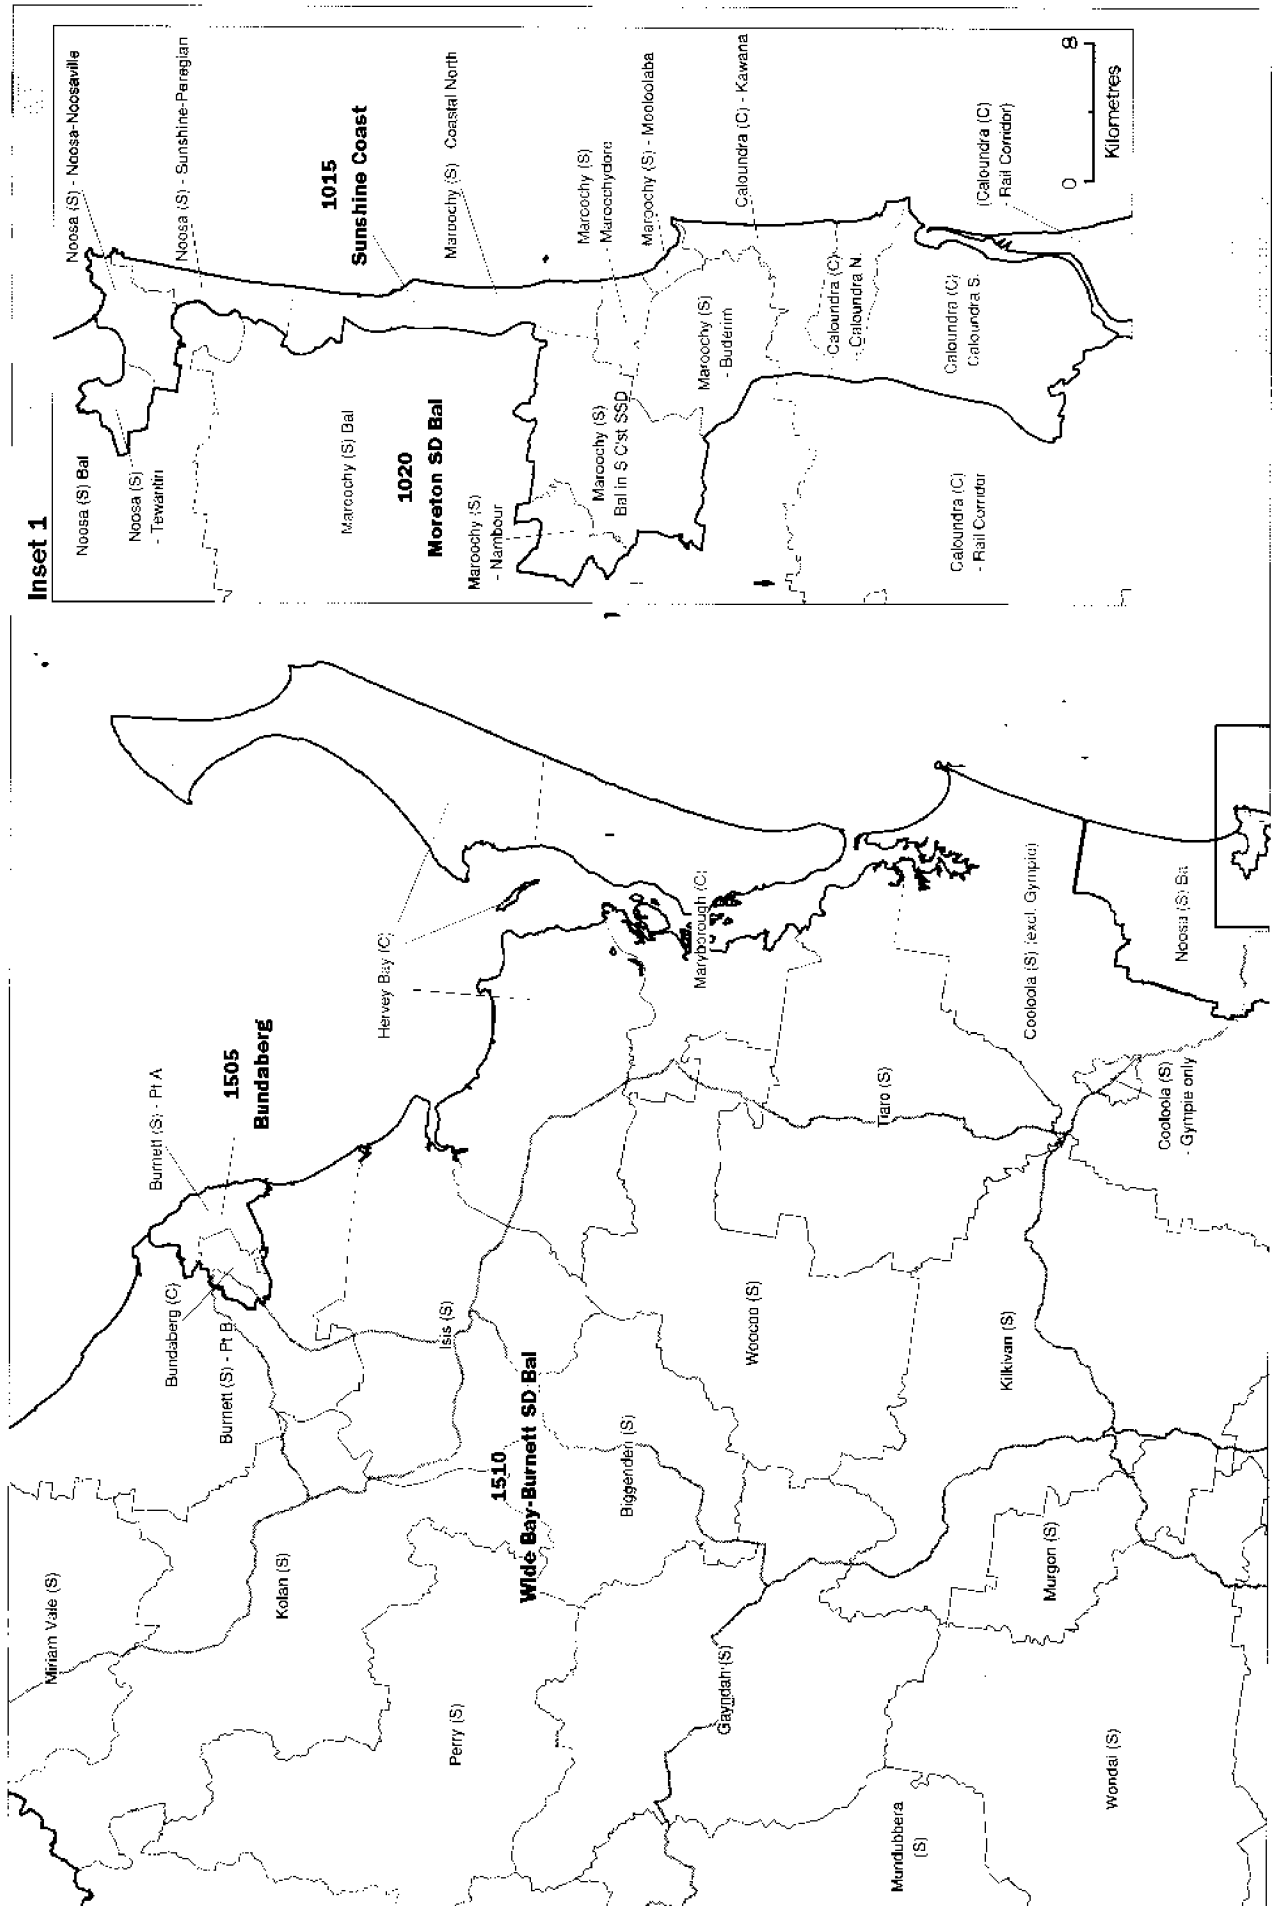 Inset 1
Noosa (S) - Noosa-Noosaville
Noosa (S) - Sunshine-Peregian
1015
Sunshine Coast
Maroochy (S) Coastal North
Maroochy (S)
- Maroochydore
Maroochy (S) - Mooloolaba
Caloundra (C) - Kawana
(Caloundra (C)
- Rail Corridor)
0
8
Kilometres
Noosa (S) Bal
Noosa (S)
- Tewantin
Maroochy (S) Bal
1020
Moreton SD Bal
Maroochy (S)
- Nambour
Maroochy (S)
Bal in S C'st SSD
Maroochy (S)
- Buderim
Caloundra (C)
- Caloundra N.
Caloundra (C)
Caloundra S.
Caloundra (C)
- Rail Corridor
Hervey Bay (C)
1505
Bundaberg
Burnett (S) - Pt A
Bundaberg (C)
Burnett (S) - Pt B
Maryborough (C)
Cooloola (S) (excl. Gympie)
Noosa (S) Ba
Cooloola (S)
- Gympie only
Tiaro (S)
Isis (S)
Woocoo (S)
Kilkivan (S)
1510
Wide Bay-Burnett SD Bal
Biggenden (S)
Miriam Vale (S)
Kolan (S)
Perry (S)
Gayndah (S)
Murgon (S)
Mundubbera
(S)
Wondai (S)